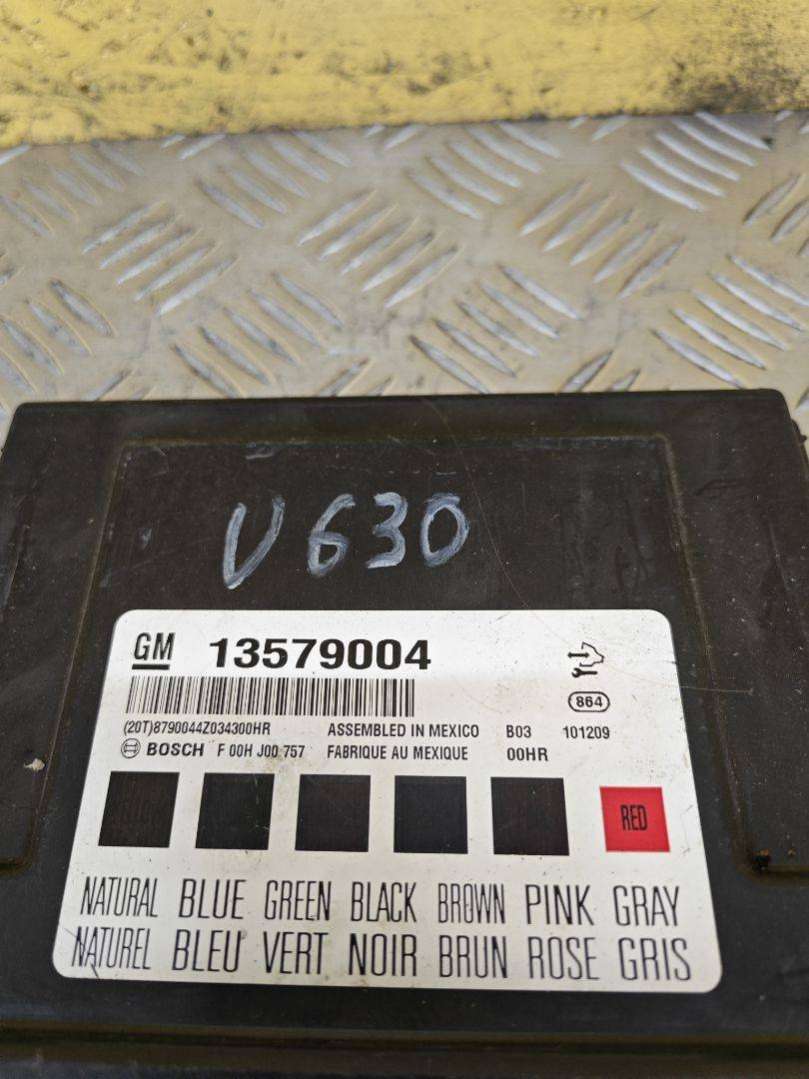 V630
GM 13579004
864
(20T)8790044Z034300HR ASSEMBLED IN MEXICO B03 101209
BOSCH F 00H J00 757 FABRIQUE AU MEXIQUE 00HR
RED
NATURAL BLUE GREEN BLACK BROWN PINK GRAY
NATUREL BLEU VERT NOIR BRUN ROSE GRIS